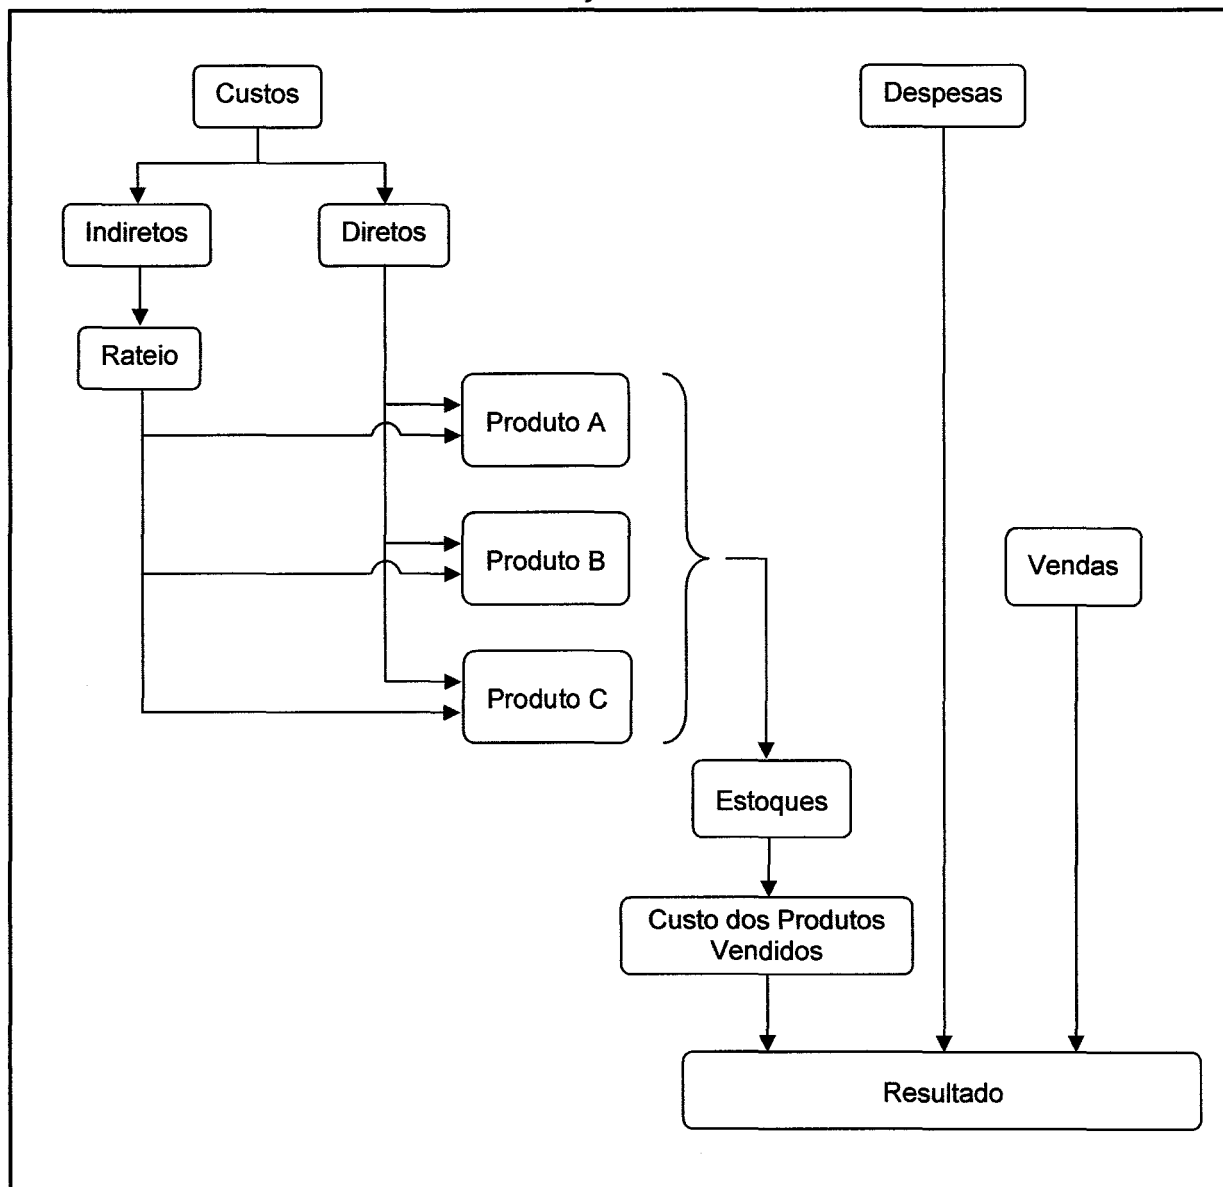 Custos
Despesas
Indiretos
Diretos
Rateio
Produto A
Produto B
Vendas
Produto C
Estoques
Custo dos Produtos
Vendidos
Resultado